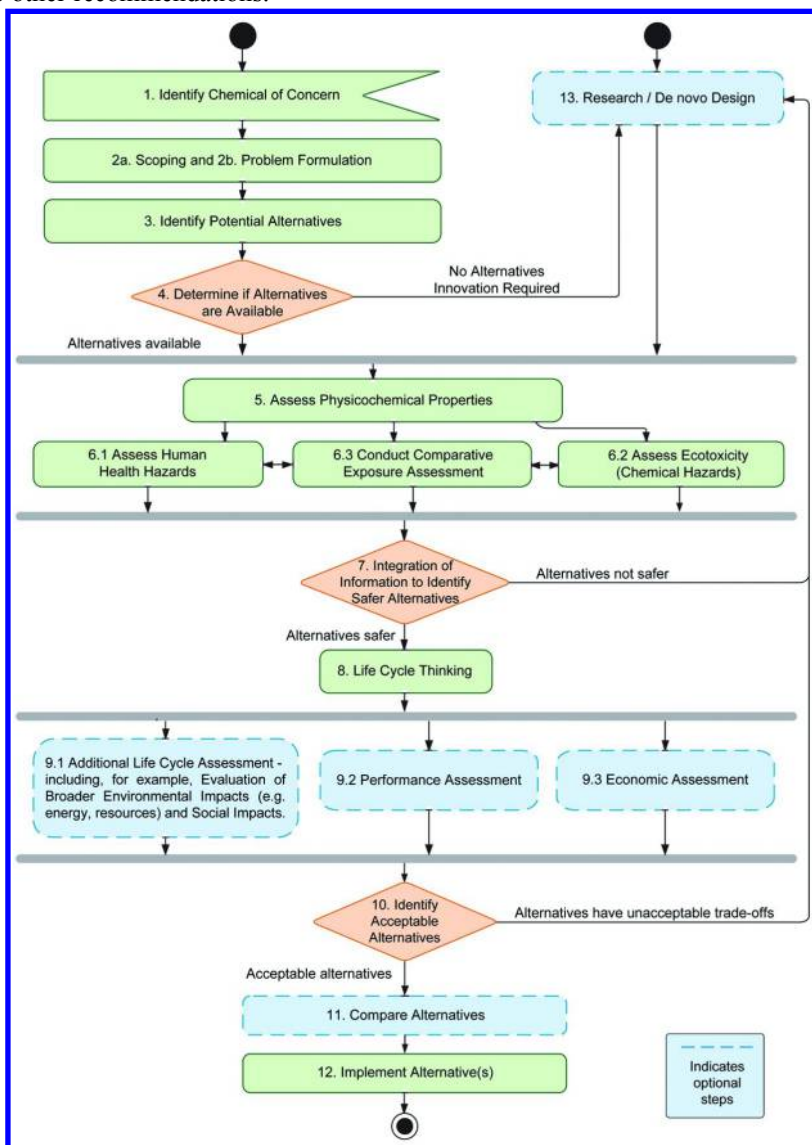 other recommendations.
1. Identify Chemical of Concern
13. Research / De novo Design
2a. Scoping and 2b. Problem Formulation
3. Identify Potential Alternatives
4. Determine if Alternatives
are Available
No Alternatives
Innovation Required
Alternatives available
5. Assess Physicochemical Properties
6.1 Assess Human
Health Hazards
6.3 Conduct Comparative
Exposure Assessment
6.2 Assess Ecotoxicity
(Chemical Hazards)
7. Integration of
Information to Identify
Safer Alternatives
Alternatives not safer
Alternatives safer
8. Life Cycle Thinking
9.1 Additional Life Cycle Assessment -
including, for example, Evaluation of
Broader Environmental Impacts (e.g.
energy, resources) and Social Impacts.
9.2 Performance Assessment
9.3 Economic Assessment
10. Identify
Acceptable
Alternatives
Alternatives have unacceptable trade-offs
Acceptable alternatives
11. Compare Alternatives
12. Implement Alternative(s)
Indicates
optional
steps